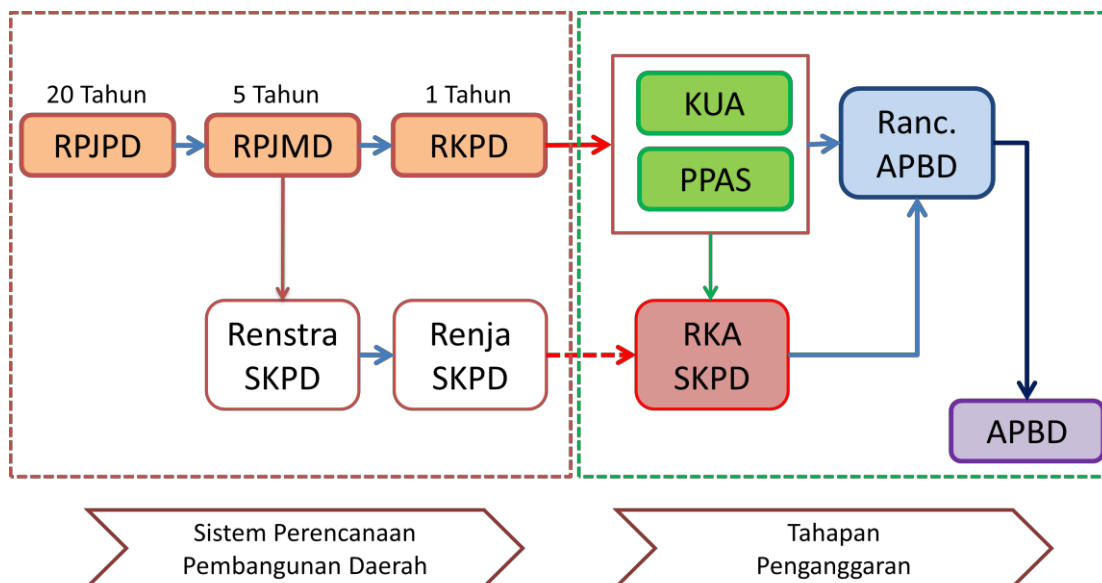 20 Tahun
5 Tahun
1 Tahun
RPJPD
RPJMD
RKPD
KUA
PPAS
Ranc.
APBD
Renstra
SKPD
Renja
SKPD
RKA
SKPD
APBD
Sistem Perencanaan
Pembangunan Daerah
Tahapan
Penganggaran